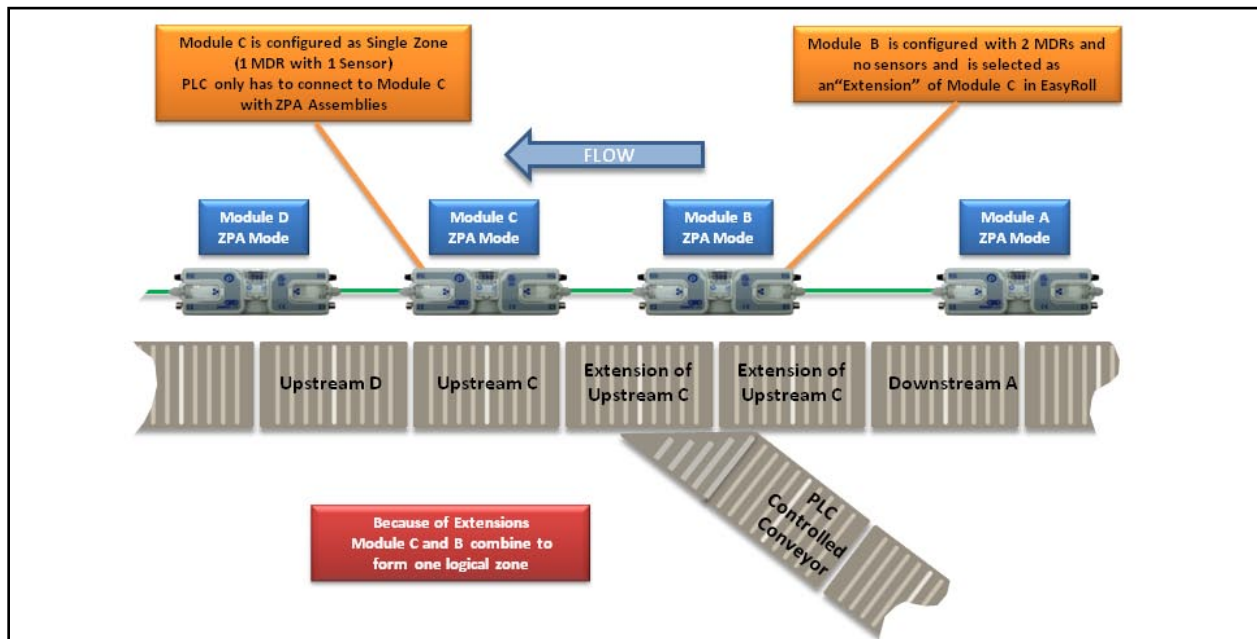 Module C is configured as Single Zone
(1 MDR with 1 Sensor)
PLC only has to connect to Module C
with ZPA Assemblies
Module B is configured with 2 MDRs and
no sensors and is selected as
an“Extension” of Module C in EasyRoll
FLOW
Module D
ZPA Mode
Module C
ZPA Mode
Module B
ZPA Mode
Module A
ZPA Mode
Upstream D
Upstream C
Extension of
Upstream C
Extension of
Upstream C
Downstream A
PLC
Controlled
Conveyor
Because of Extensions
Module C and B combine to
form one logical zone